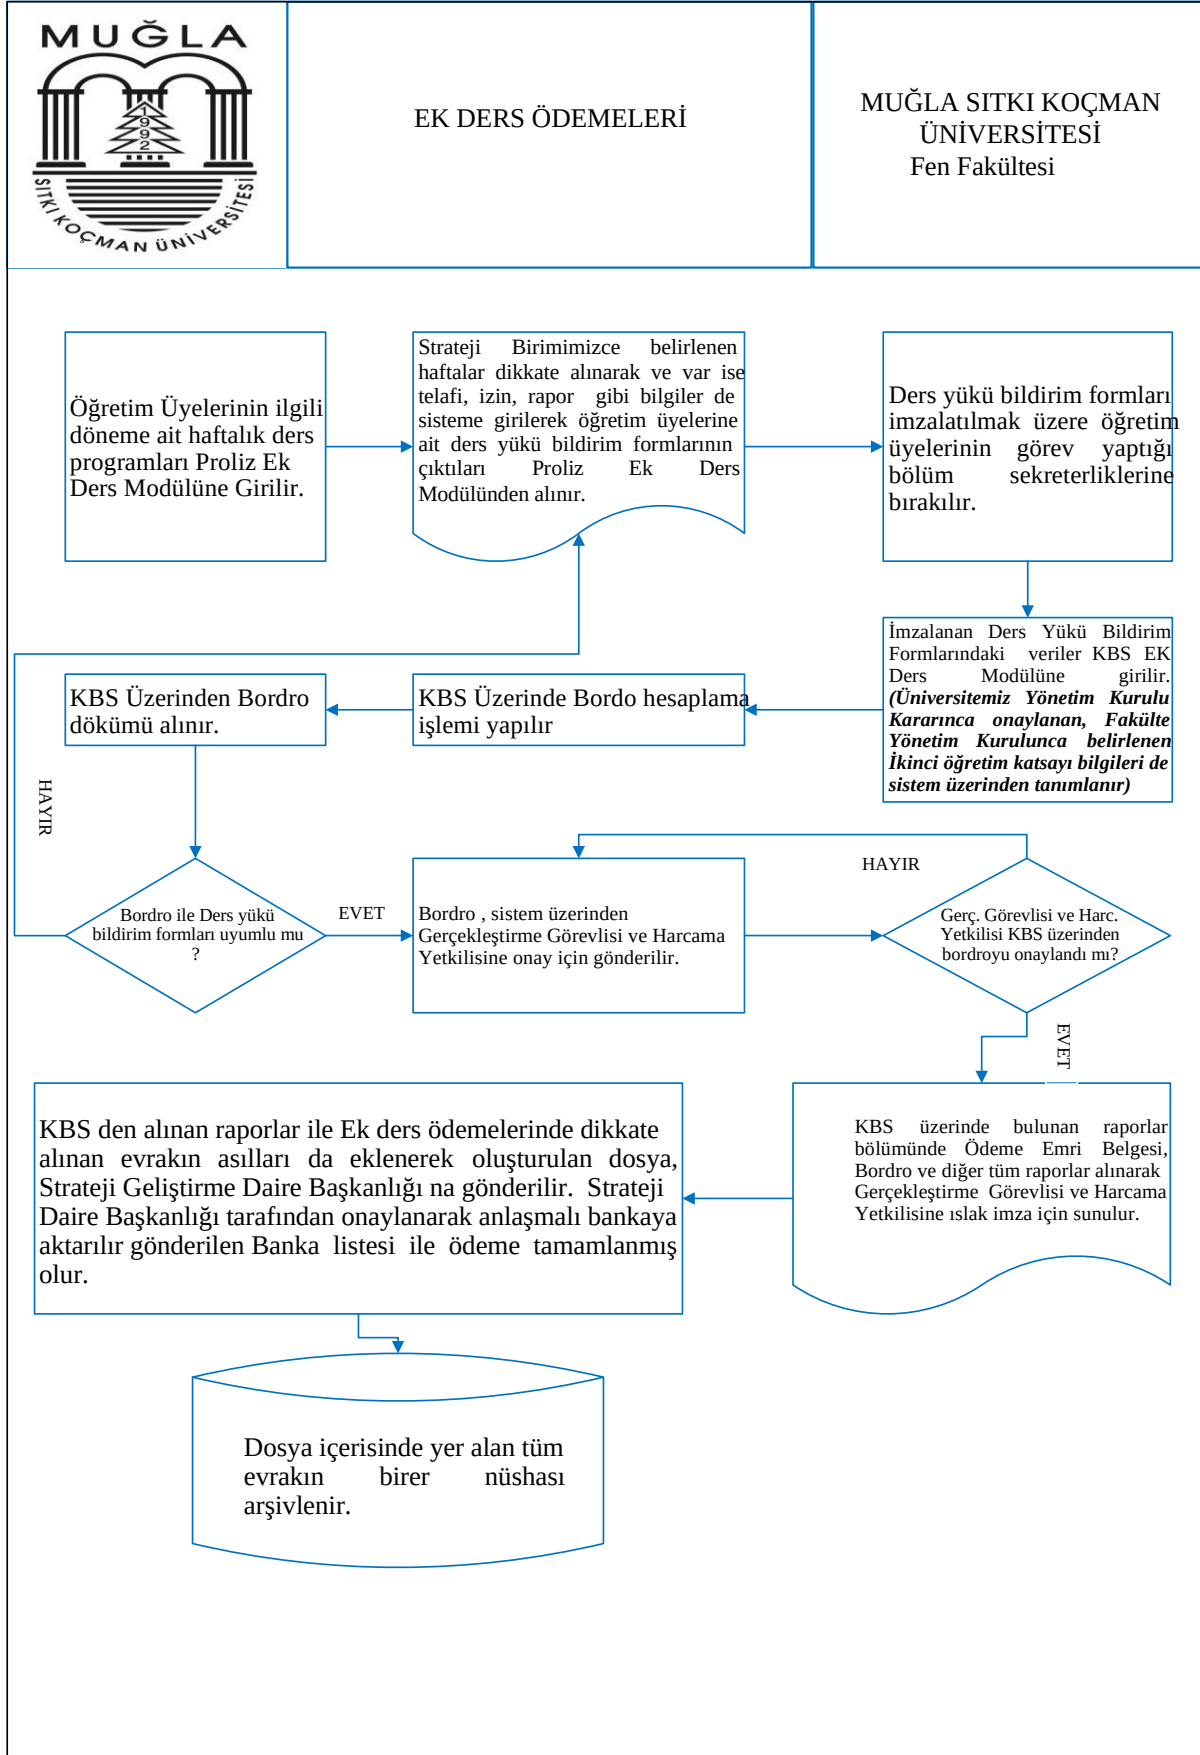 MUĞLA
1992
SITKI KOÇMAN ÜNİVERSİTESİ
EK DERS ÖDEMELERİ
MUĞLA SITKI KOÇMAN
ÜNİVERSİTESİ
Fen Fakültesi
Öğretim Üyelerinin ilgili
döneme ait haftalık ders
programları Proliz Ek
Ders Modülüne Girilir.
Strateji Birimimizce belirlenen
haftalar dikkate alınarak ve var ise
telafi, izin, rapor gibi bilgiler de
sisteme girilerek öğretim üyelerine
ait ders yükü bildirim formlarının
çıktıları Proliz Ek Ders
Modülünden alınır.
Ders yükü bildirim formları
imzalatılmak üzere öğretim
üyelerinin görev yaptığı
bölüm sekreterliklerine
bırakılır.
İmzalanan Ders Yükü Bildirim
Formlarındaki veriler KBS EK
Ders Modülüne girilir.
(Üniversitemiz Yönetim Kurulu
Kararınca onaylanan, Fakülte
Yönetim Kurulunca belirlenen
İkinci öğretim katsayı bilgileri de
sistem üzerinden tanımlanır)
KBS Üzerinde Bordo hesaplama
işlemi yapılır
KBS Üzerinden Bordro
dökümü alınır.
HAYIR
Bordro ile Ders yükü
bildirim formları uyumlu mu
?
EVET
Bordro , sistem üzerinden
Gerçekleştirme Görevlisi ve Harcama
Yetkilisine onay için gönderilir.
HAYIR
Gerç. Görevlisi ve Harc.
Yetkilisi KBS üzerinden
bordroyu onaylandı mı?
EVET
KBS üzerinde bulunan raporlar
bölümünde Ödeme Emri Belgesi,
Bordro ve diğer tüm raporlar alınarak
Gerçekleştirme Görevlisi ve Harcama
Yetkilisine ıslak imza için sunulur.
KBS den alınan raporlar ile Ek ders ödemelerinde dikkate
alınan evrakın asılları da eklenerek oluşturulan dosya,
Strateji Geliştirme Daire Başkanlığı na gönderilir. Strateji
Daire Başkanlığı tarafından onaylanarak anlaşmalı bankaya
aktarılır gönderilen Banka listesi ile ödeme tamamlanmış
olur.
Dosya içerisinde yer alan tüm
evrakın birer nüshası
arşivlenir.